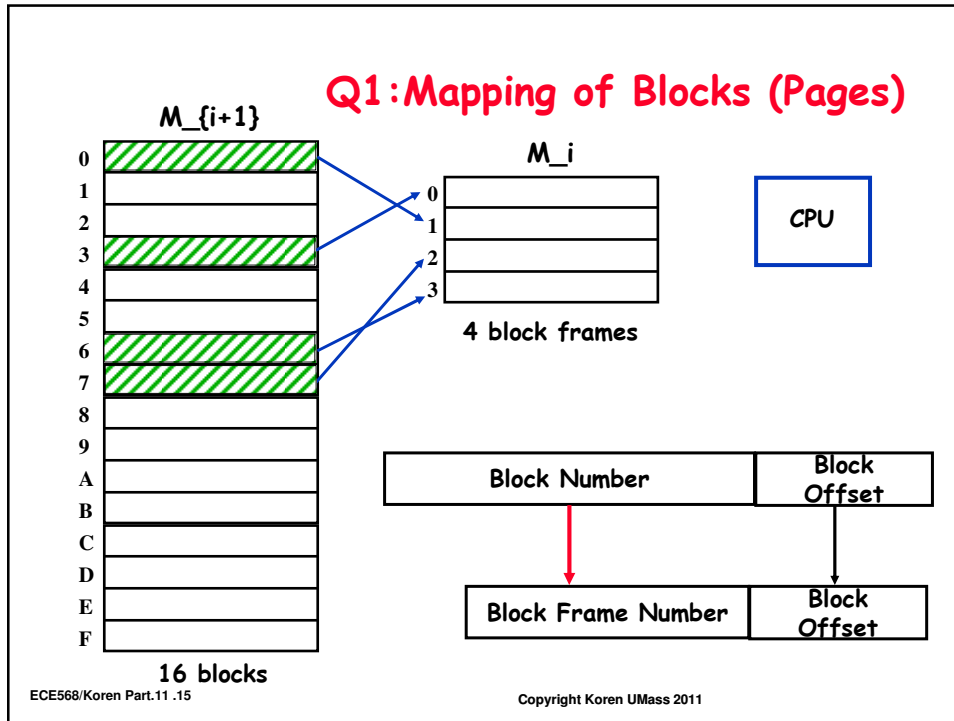 Q1:Mapping of Blocks (Pages)
M_{i+1}
0
1
2
3
4
5
6
7
8
9
A
B
C
D
E
F
16 blocks
M_i
0
1
2
3
4 block frames
CPU
Block Number
Block
Offset
Block Frame Number
Block
Offset
ECE568/Koren Part.11 .15
Copyright Koren UMass 2011